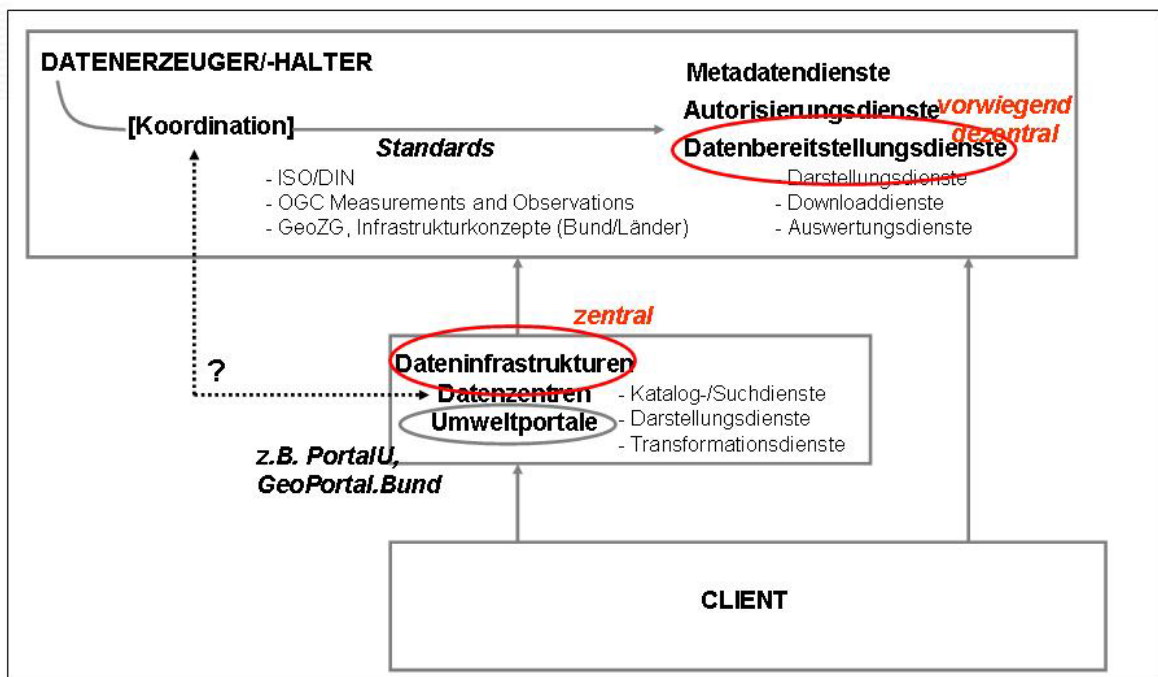 DATENERZEUGER/-HALTER
[Koordination]
Standards
- ISO/DIN
- OGC Measurements and Observations
- GeoZG, Infrastrukturkonzepte (Bund/Länder)
Metadatendienste
Autorisierungsdienste
vorwiegend
dezentral
Datenbereitstellungsdienste
- Darstellungsdienste
- Downloaddienste
- Auswertungsdienste
zentral
?
Dateninfrastrukturen
Datenzentren
Umweltportale
- Katalog-/Suchdienste
- Darstellungsdienste
- Transformationsdienste
z.B. PortalU,
GeoPortal.Bund
CLIENT